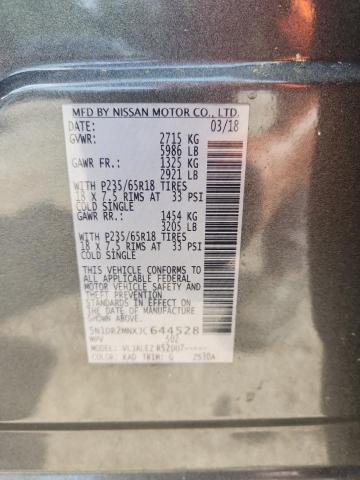 MFD BY NISSAN MOTOR CO., LTD.
DATE: 03/18
GVWR: 2715 KG
5986 LB
GAWR FR.: 1325 KG
2921 LB
WITH P235/65R18 TIRES
18 X 7.5 RIMS AT 33 PSI
COLD SINGLE
GAWR RR.: 1454 KG
3205 LB
WITH P235/65R18 TIRES
18 X 7.5 RIMS AT 33 PSI
COLD SINGLE
THIS VEHICLE CONFORMS TO
ALL APPLICABLE FEDERAL
MOTOR VEHICLE SAFETY AND
THEFT PREVENTION
STANDARDS IN EFFECT ON
THE DATE OF MANUFACTURE
SHOWN ABOVE.
5N1DR2MNXJC644528
MPV 502
MODEL:
COLOR: KAD TRIM: G 2530A